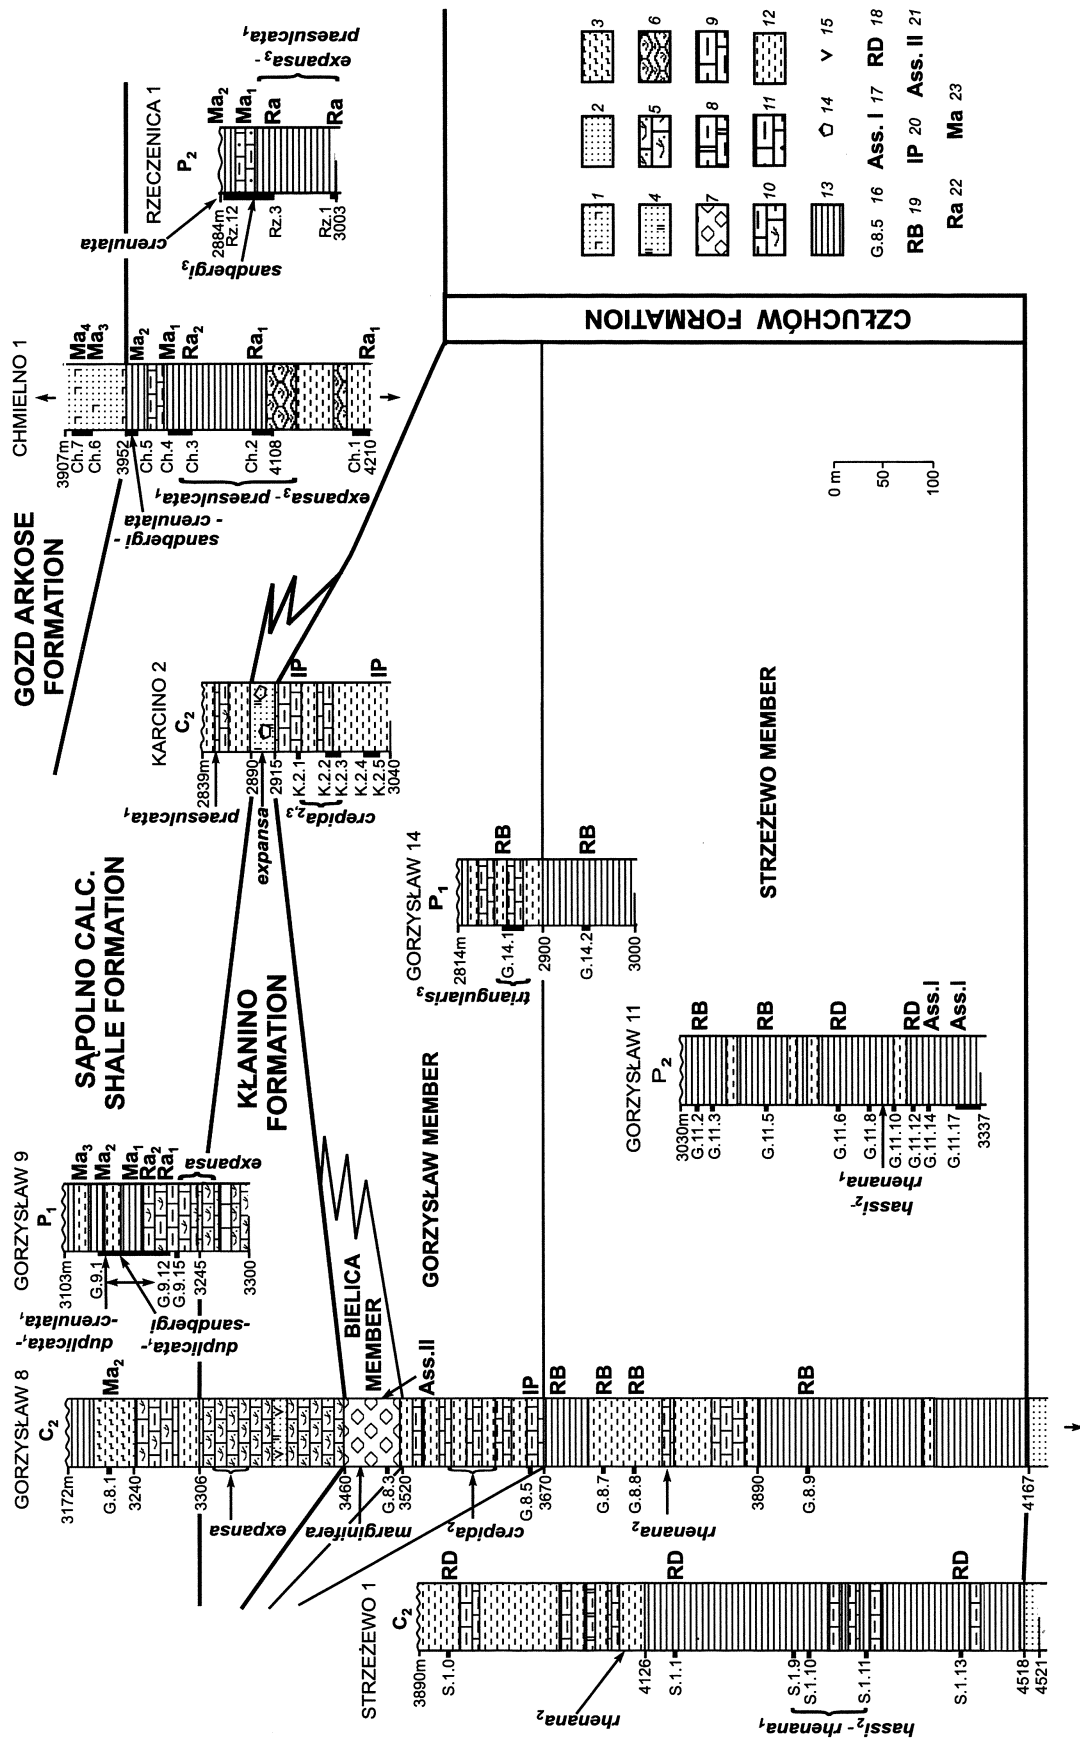 STRZEŻEWO 1
C₂
3890m
S.1.0
4126
S.1.1
S.1.9
S.1.10
S.1.11
S.1.13
4518
4521
RD
RD
RD
rhenana₂
hassi₂ - rhenana₁
GORZYSŁAW 8
C₂
3172m
G.8.1
3240
3306
3460
G.8.3
3520
G.8.5
3670
G.8.7
G.8.8
3890
G.8.9
4167
Ma₂
Ass.II
IP
RB
RB
RB
RB
expansa
marginifera
crepida₂
rhenana₂
GORZYSŁAW 9
P₁
3103m
G.9.1
G.9.12
G.9.15
3245
3300
Ma₃
Ma₂
Ma₁
Ra₂
Ra₁
expansa
duplicata₁-
-crenulata₁
duplicata₁-
-sandbergi
GORZYSŁAW 11
P₂
3030m
G.11.2
G.11.3
G.11.5
G.11.6
G.11.8
G.11.10
G.11.12
G.11.14
G.11.17
3337
RB
RB
RD
RD
Ass.I
Ass.I
hassi₂-
rhenana₁
GORZYSŁAW 14
P₁
2814m
G.14.1
2900
G.14.2
3000
RB
RB
triangularis₃
KARCINO 2
C₂
2839m
2890
2915
K.2.1
K.2.2
K.2.3
K.2.4
K.2.5
3040
IP
IP
praesulcata₁
expansa
crepida₂,₃
CHMIELNO 1
3907m
Ch.7
Ch.6
3952
Ch.5
Ch.4
Ch.3
Ch.2
4108
Ch.1
4210
Ma₄
Ma₃
Ma₂
Ma₁
Ra₂
Ra₁
Ra₁
sandbergi -
- crenulata
expansa₃ - praesulcata₁
RZECZENICA 1
P₂
2884m
Rz.12
Rz.3
Rz.1
3003
Ma₂
Ma₁
Ra
Ra
crenulata
sandbergi₃
expansa₃ -
praesulcata₁
GOZD ARKOSE
FORMATION
SĄPOLNO CALC.
SHALE FORMATION
KŁANINO
FORMATION
BIELICA
MEMBER
GORZYSŁAW MEMBER
STRZEŻEWO MEMBER
CZŁUCHÓW FORMATION
0 m
50
100
1
2
3
4
5
6
7
8
9
10
11
12
13
14
V 15
G.8.5 16
Ass. I 17
RD 18
RB 19
IP 20
Ass. II 21
Ra 22
Ma 23